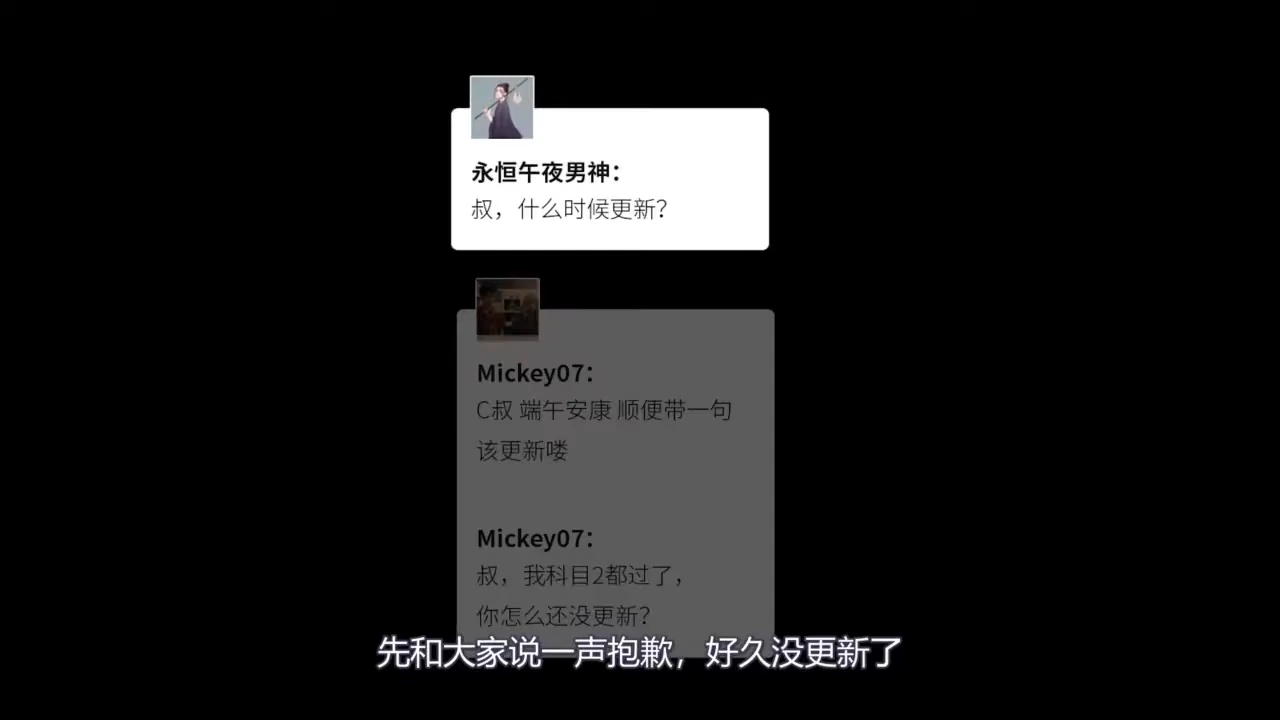 永恒午夜男神：
叔，什么时候更新？
Mickey07：
C叔 端午安康 顺便带一句
该更新喽
Mickey07：
叔，我科目2都过了，
你怎么还没更新？
先和大家说一声抱歉，好久没更新了